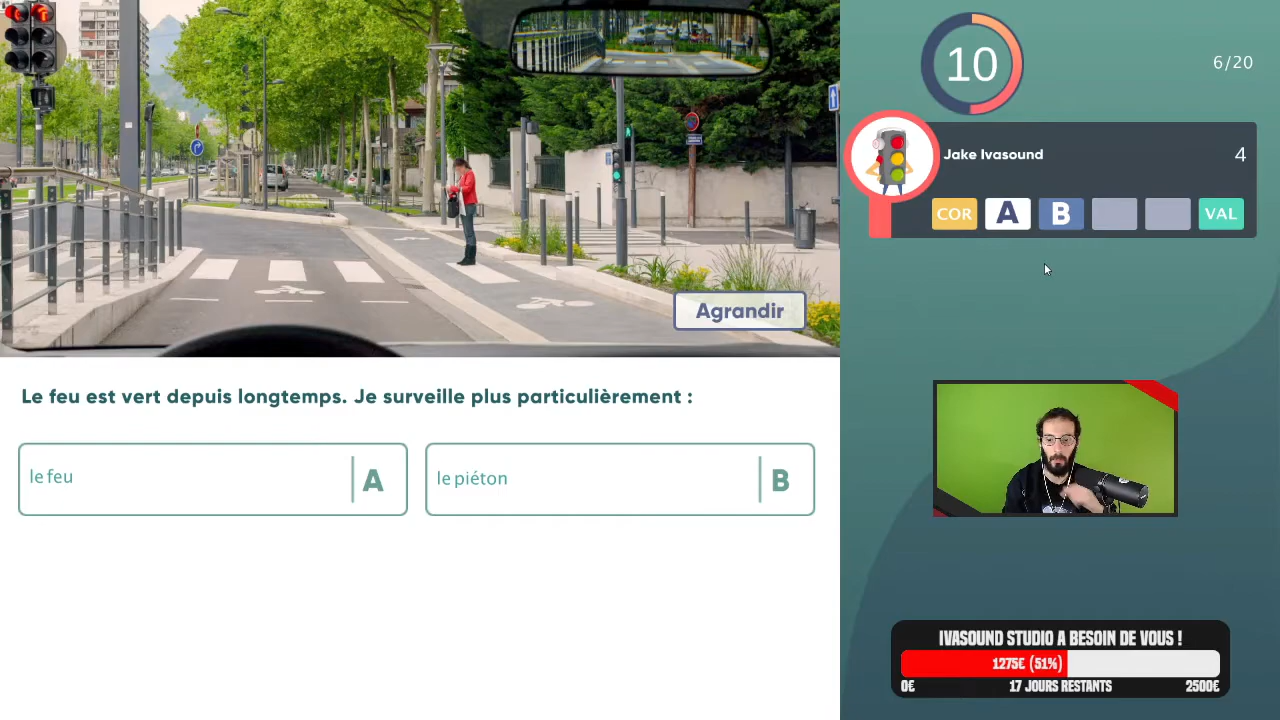 10
6/20
Jake Ivasound
4
COR A B VAL
Agrandir
Le feu est vert depuis longtemps. Je surveille plus particulièrement :
le feu A
le piéton B
IVASOUND STUDIO A BESOIN DE VOUS !
1275€ (51%)
0€ 17 JOURS RESTANTS 2500€